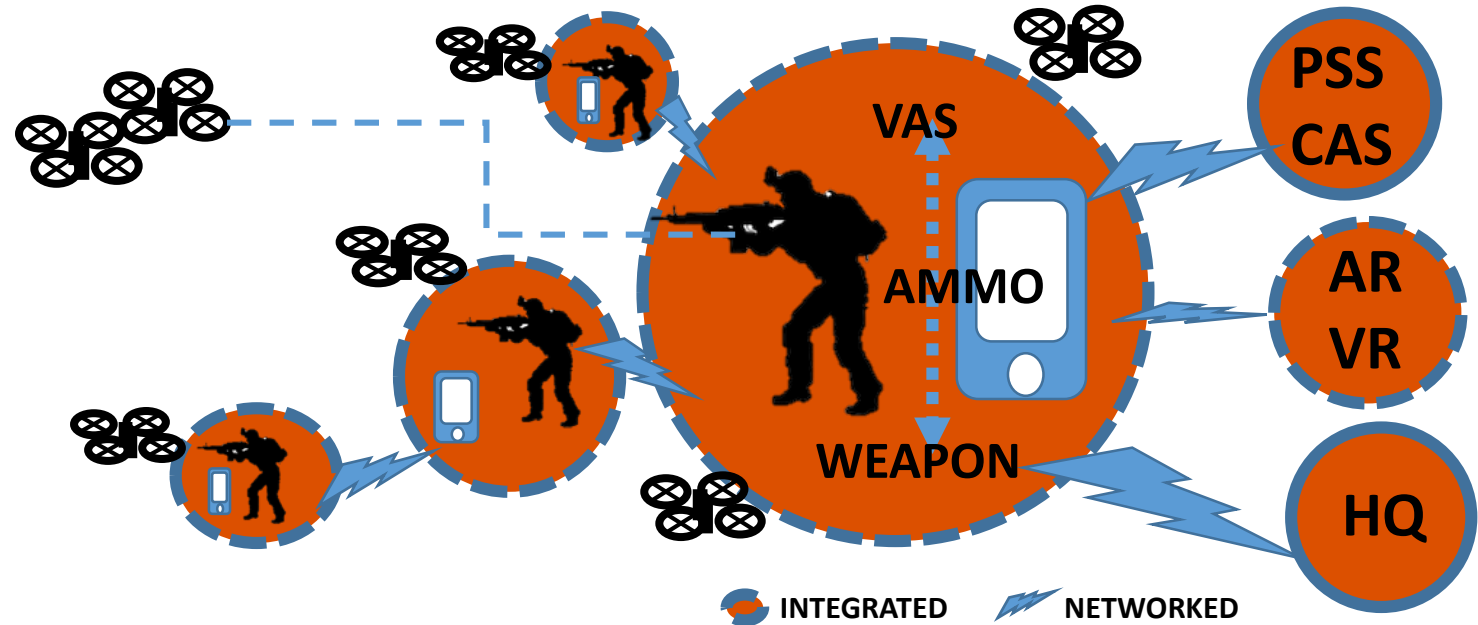 VAS
AMMO
WEAPON
PSS
CAS
AR
VR
HQ
INTEGRATED
NETWORKED